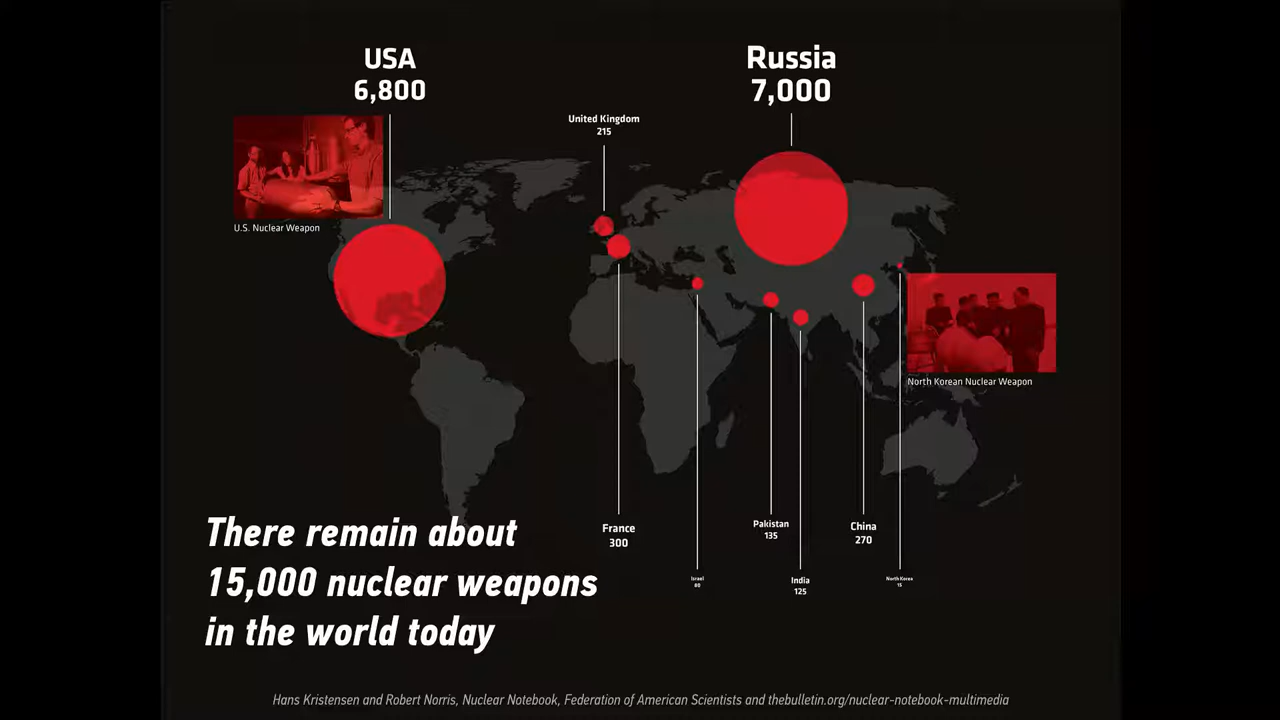 USA
6,800
Russia
7,000
United Kingdom
215
U.S. Nuclear Weapon
North Korean Nuclear Weapon
France
300
Pakistan
135
China
270
Israel
80
India
125
North Korea
15
There remain about
15,000 nuclear weapons
in the world today
Hans Kristensen and Robert Norris, Nuclear Notebook, Federation of American Scientists and thebulletin.org/nuclear-notebook-multimedia